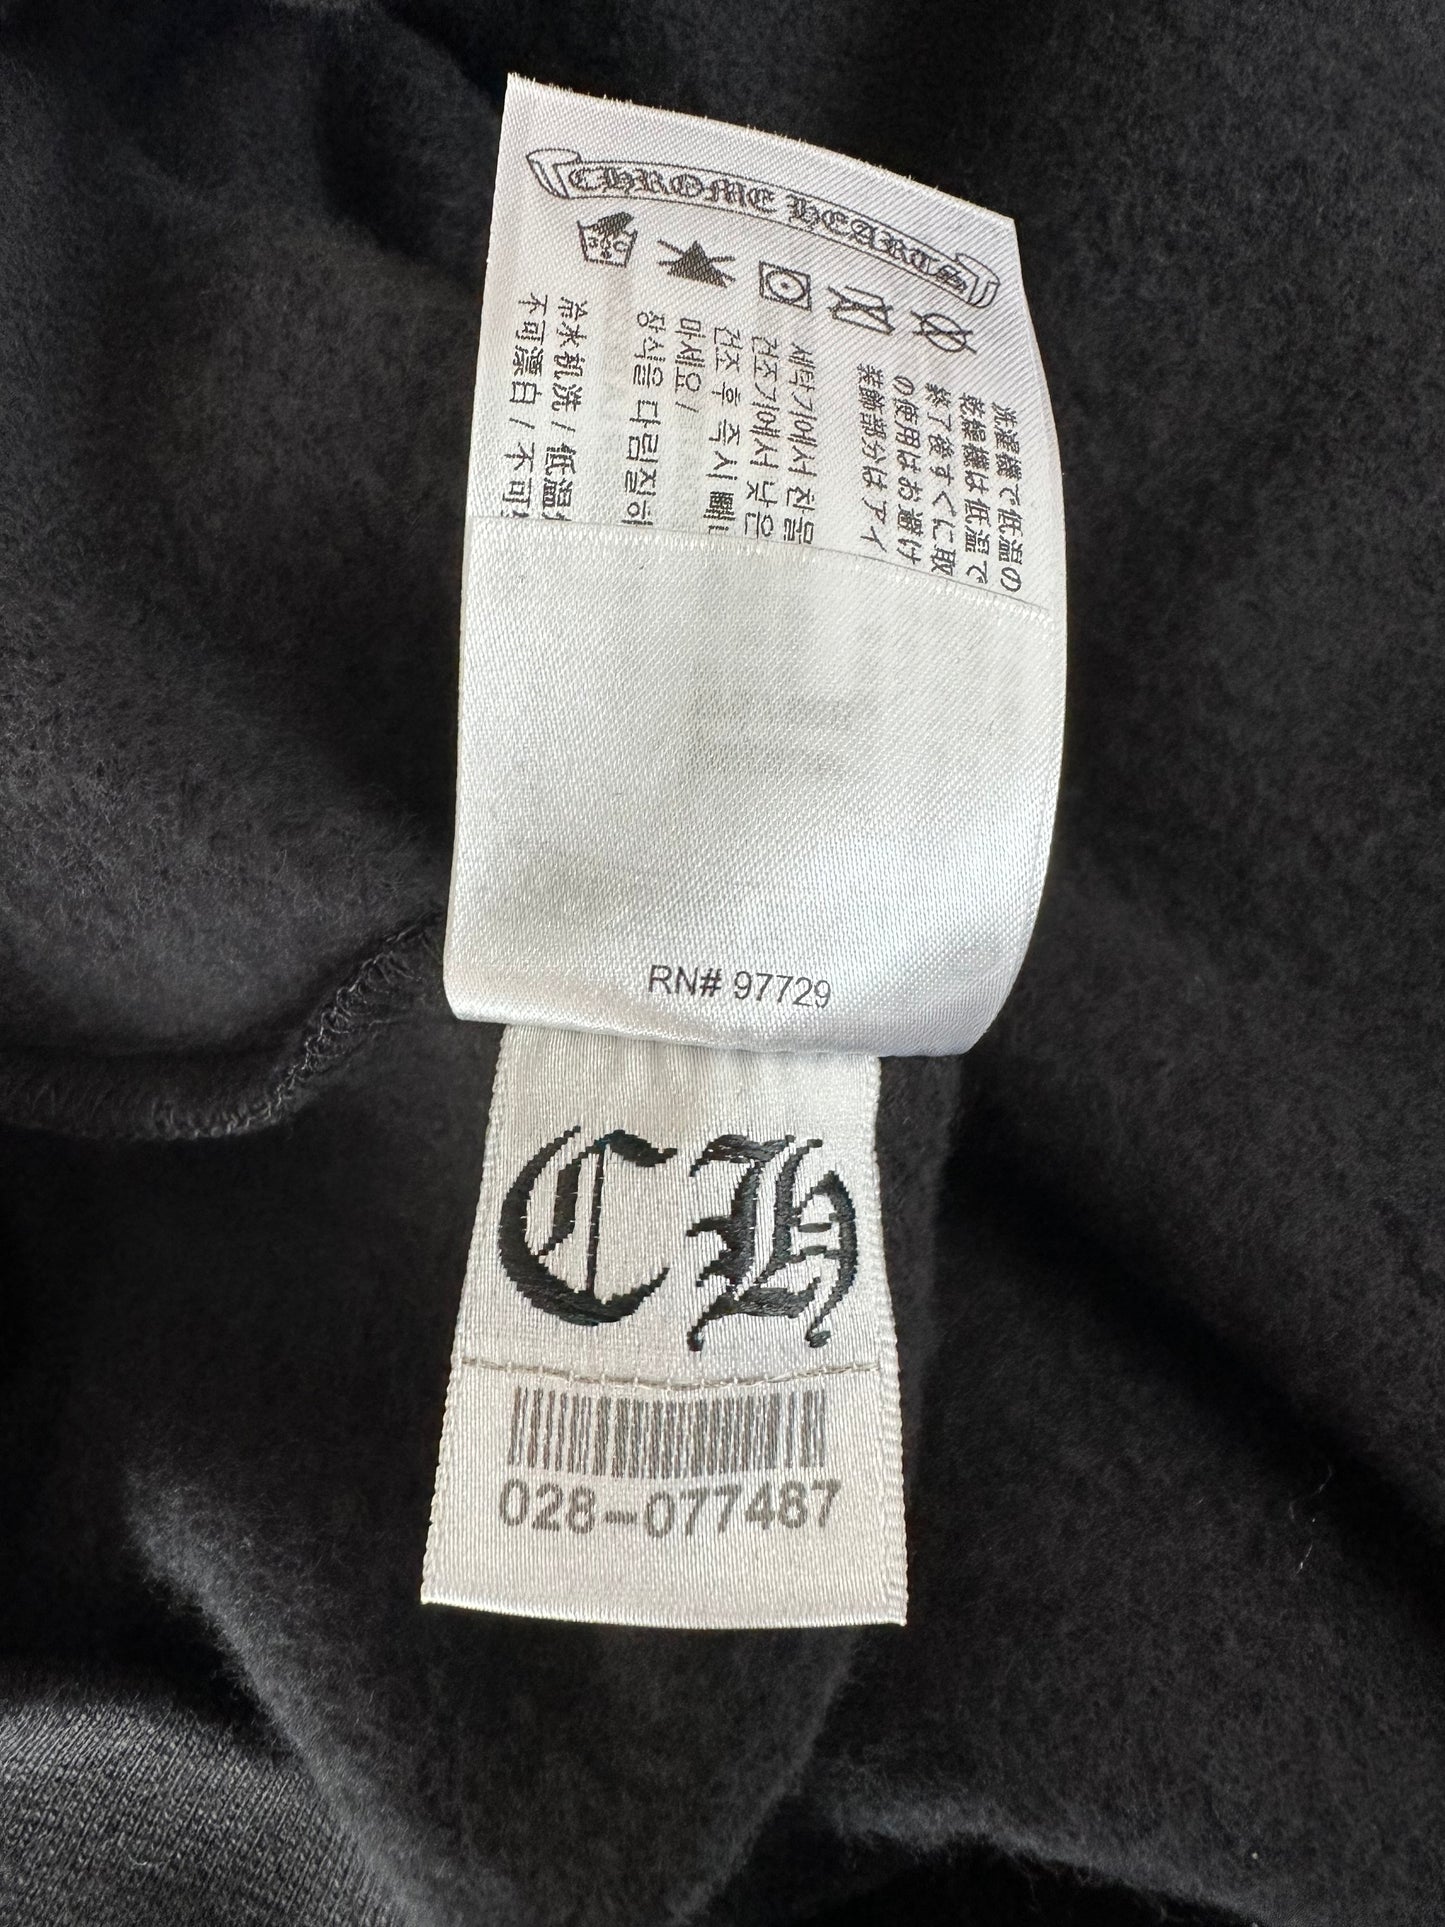 CHROME HEARTS
洗濯機で低温の
乾燥機は低温で
終了後すぐに取
の使用はお避け
装飾部分はアイ
세탁기에서 찬물
건조기에서 낮은
건조 후 즉시 빼
마세요 /
장식을 다림질하
冷水机洗 / 低温
不可漂白 / 不可
RN# 97729
CH
028-077487